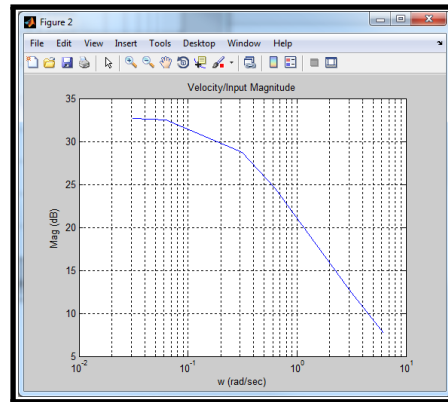 Figure 2
File Edit View Insert Tools Desktop Window Help
Velocity/Input Magnitude
35
30
25
20
15
10
5
Mag (dB)
10^-2 10^-1 10^0 10^1
w (rad/sec)